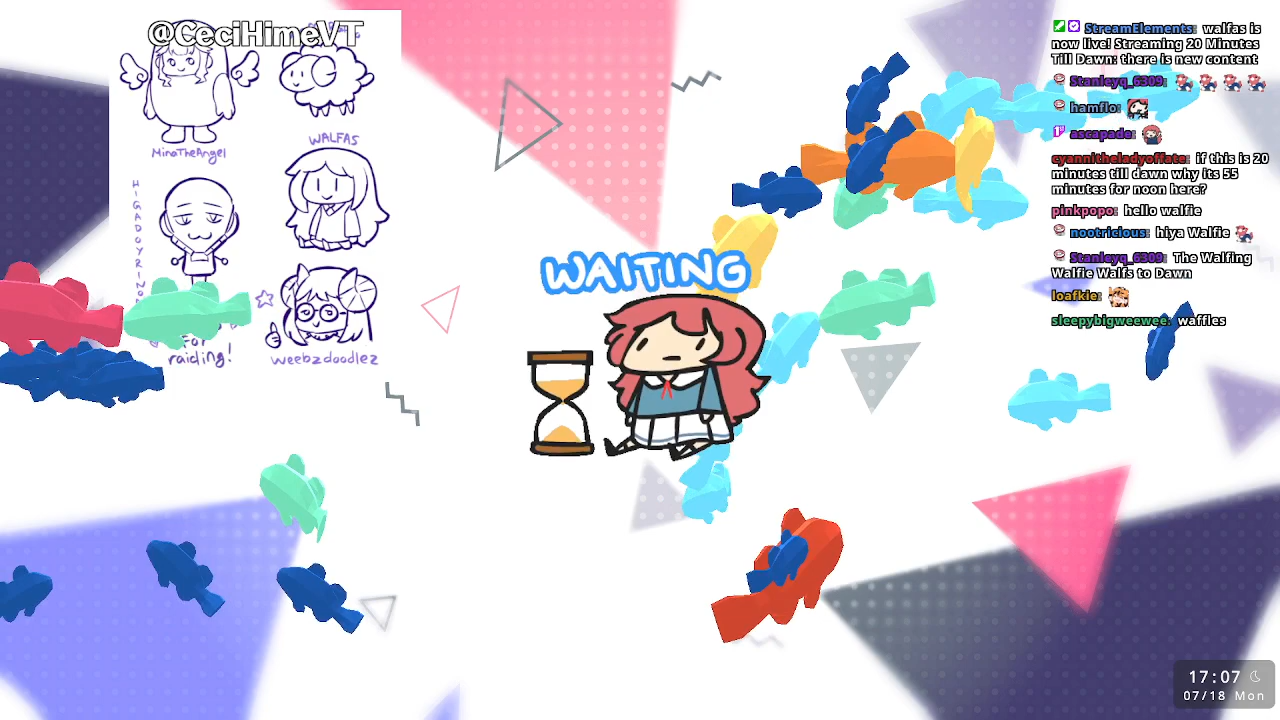 @CeciHimeVT
MinaTheAngel
WALFAS
HIGADOYRINON
For
raiding!
weebzdoodlez
WAITING
StreamElements: walfas is
now live! Streaming 20 Minutes
Till Dawn: there is new content
Stanleyq_6309:
hamflo:
ascapade:
cyannitheladyoffate: if this is 20
minutes till dawn why its 55
minutes for noon here?
pinkpopo: hello walfie
nootricious: hiya Walfie
Stanleyq_6309: The Walfing
Walfie Walfs to Dawn
loafkie:
sleepybigweewee: waffles
17:07
07/18 Mon